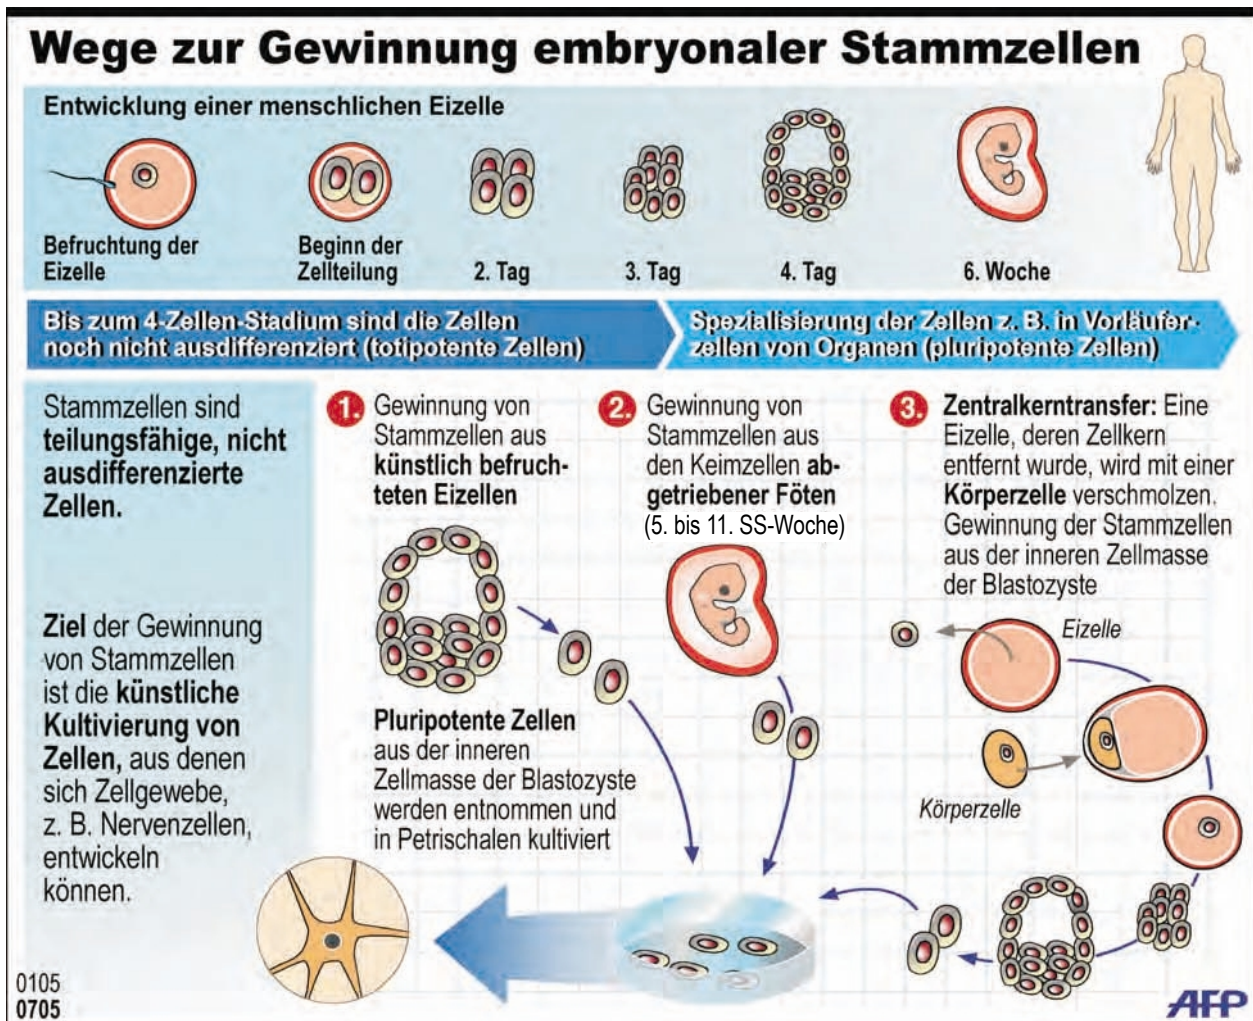 Wege zur Gewinnung embryonaler Stammzellen
Entwicklung einer menschlichen Eizelle
Befruchtung der
Eizelle
Beginn der
Zellteilung
2. Tag
3. Tag
4. Tag
6. Woche
Bis zum 4-Zellen-Stadium sind die Zellen
noch nicht ausdifferenziert (totipotente Zellen)
Spezialisierung der Zellen z. B. in Vorläufer-
zellen von Organen (pluripotente Zellen)
Stammzellen sind
teilungsfähige, nicht
ausdifferenzierte
Zellen.
Ziel der Gewinnung
von Stammzellen
ist die künstliche
Kultivierung von
Zellen, aus denen
sich Zellgewebe,
z. B. Nervenzellen,
entwickeln
können.
1. Gewinnung von
Stammzellen aus
künstlich befruch-
teten Eizellen
Pluripotente Zellen
aus der inneren
Zellmasse der Blastozyste
werden entnommen und
in Petrischalen kultiviert
2. Gewinnung von
Stammzellen aus
den Keimzellen ab-
getriebener Föten
(5. bis 11. SS-Woche)
3. Zentralkerntransfer: Eine
Eizelle, deren Zellkern
entfernt wurde, wird mit einer
Körperzelle verschmolzen.
Gewinnung der Stammzellen
aus der inneren Zellmasse
der Blastozyste
Eizelle
Körperzelle
0105
0705
AFP